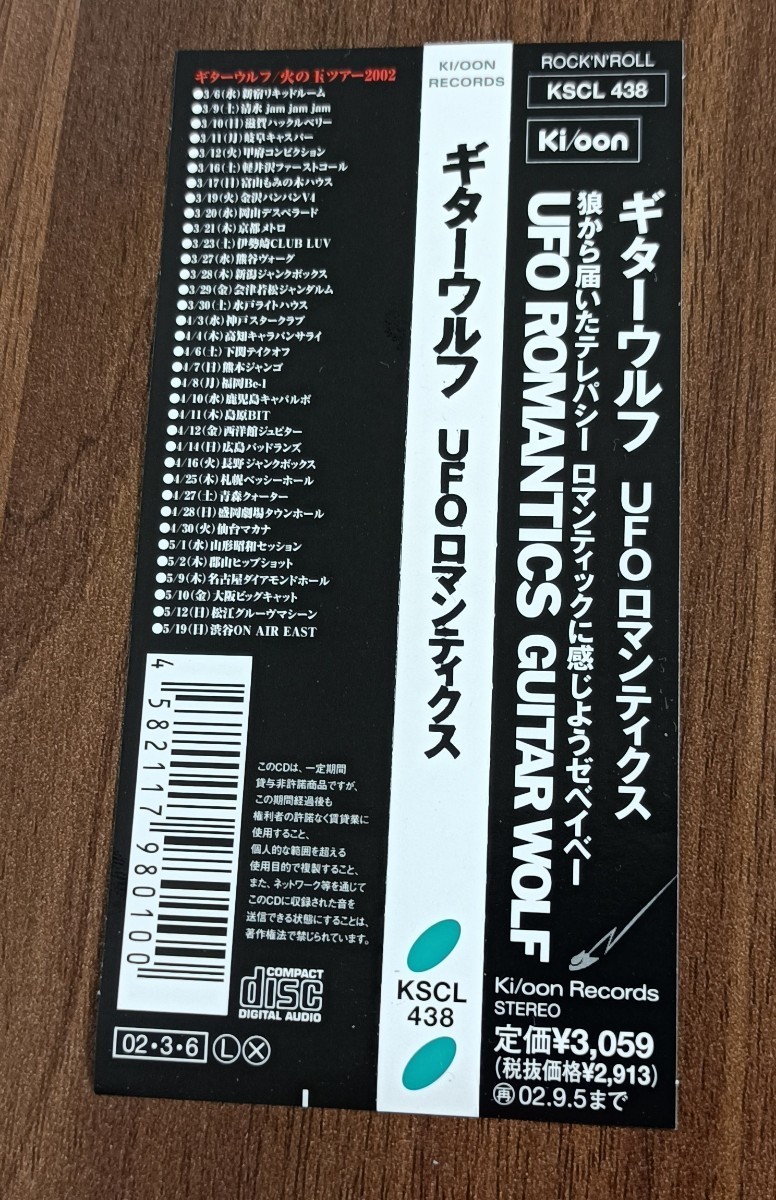 ギターウルフ/火の玉ツアー2002
●3/6(水)新宿リキッドルーム
●3/9(土)清水 jam jam jam
●3/10(日)滋賀ハックルベリー
●3/11(月)岐阜キャスパー
●3/12(火)甲府コンビクション
●3/16(土)軽井沢ファーストコール
●3/17(日)富山もみの木ハウス
●3/19(火)金沢バンバンV4
●3/20(水)岡山デスペラード
●3/21(木)京都メトロ
●3/23(土)伊勢崎CLUB LUV
●3/27(水)熊谷ヴォーグ
●3/28(木)新潟ジャンクボックス
●3/29(金)会津若松ジャンダルム
●3/30(土)水戸ライトハウス
●4/3(水)神戸スタークラブ
●4/4(木)高知キャラバンサライ
●4/6(土)下関テイクオフ
●4/7(日)熊本ジャンゴ
●4/8(月)福岡Be-1
●4/10(水)鹿児島キャパルボ
●4/11(木)島原BIT
●4/12(金)西洋館ジュピター
●4/14(日)広島バッドランズ
●4/16(火)長野ジャンクボックス
●4/25(木)札幌ベッシーホール
●4/27(土)青森クォーター
●4/28(日)盛岡劇場タウンホール
●4/30(火)仙台マカナ
●5/1(水)山形昭和セッション
●5/2(木)郡山ヒップショット
●5/9(木)名古屋ダイアモンドホール
●5/10(金)大阪ビッグキャット
●5/12(日)松江グルーヴマシーン
●5/19(日)渋谷ON AIR EAST
4582117980100
このCDは、一定期間
貸与非許諾商品ですが、
この期間経過後も
権利者の許諾なく賃貸業に
使用すること、
個人的な範囲を超える
使用目的で複製すること、
また、ネットワーク等を通じて
このCDに収録された音を
送信できる状態にすることは、
著作権法で禁じられています。
COMPACT
disc
DIGITAL AUDIO
02・3・6 Ⓛ Ⓧ
KI/OON
RECORDS
ギターウルフ UFOロマンティクス
KSCL
438
ROCK'N'ROLL
KSCL 438
Ki/oon
ギターウルフ UFOロマンティクス
狼から届いたテレパシー ロマンティックに感じようゼベイベー
UFO ROMANTICS GUITAR WOLF
Ki/oon Records
STEREO
定価¥3,059
(税抜価格¥2,913)
㊢02.9.5まで